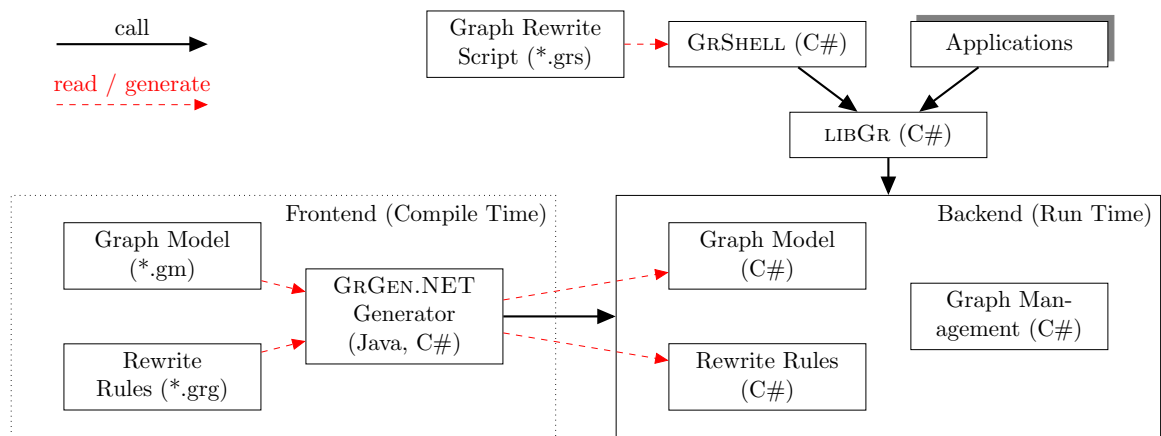 call
read / generate
Graph Rewrite
Script (*.grs)
GRSHELL (C#)
Applications
LIBGR (C#)
Frontend (Compile Time)
Graph Model
(*.gm)
GRGEN.NET
Generator
(Java, C#)
Rewrite
Rules (*.grg)
Backend (Run Time)
Graph Model
(C#)
Graph Man-
agement (C#)
Rewrite Rules
(C#)